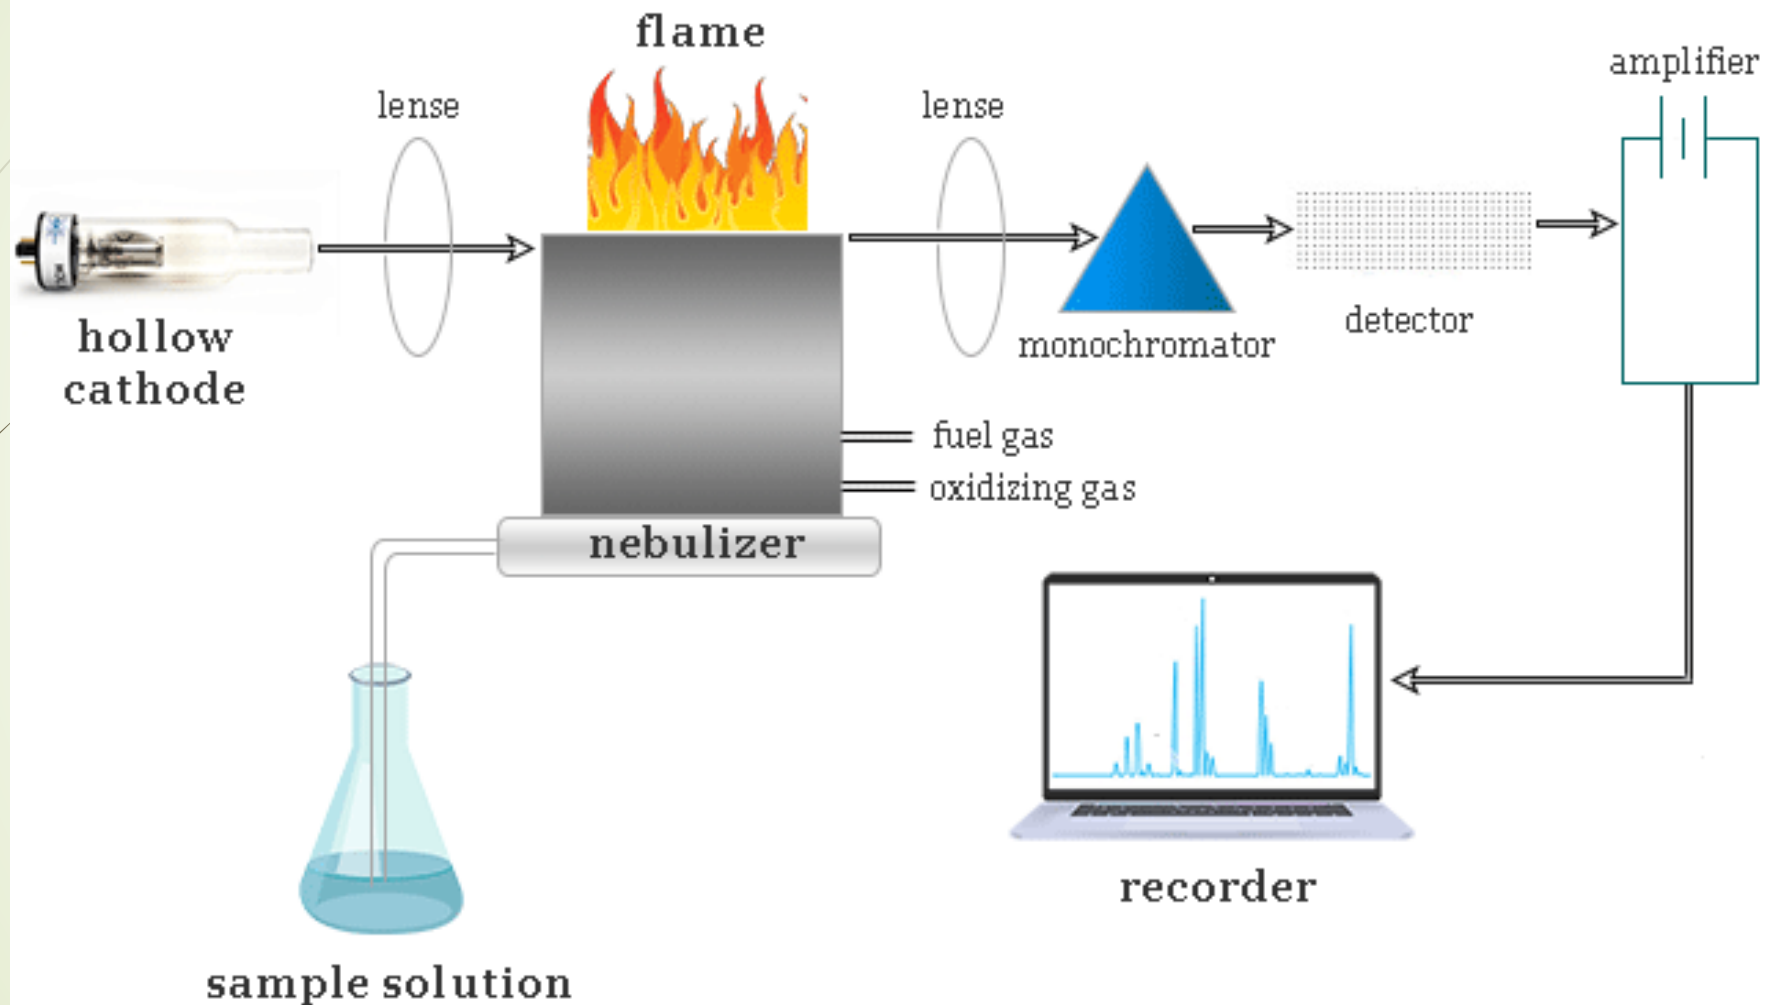 flame
amplifier
lense
lense
hollow
cathode
monochromator
detector
fuel gas
oxidizing gas
nebulizer
recorder
sample solution